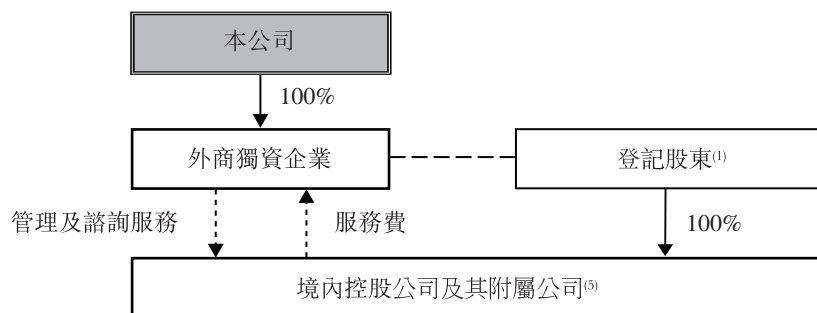 本公司
100%
外商獨資企業
登記股東(1)
管理及諮詢服務
服務費
100%
境內控股公司及其附屬公司(5)